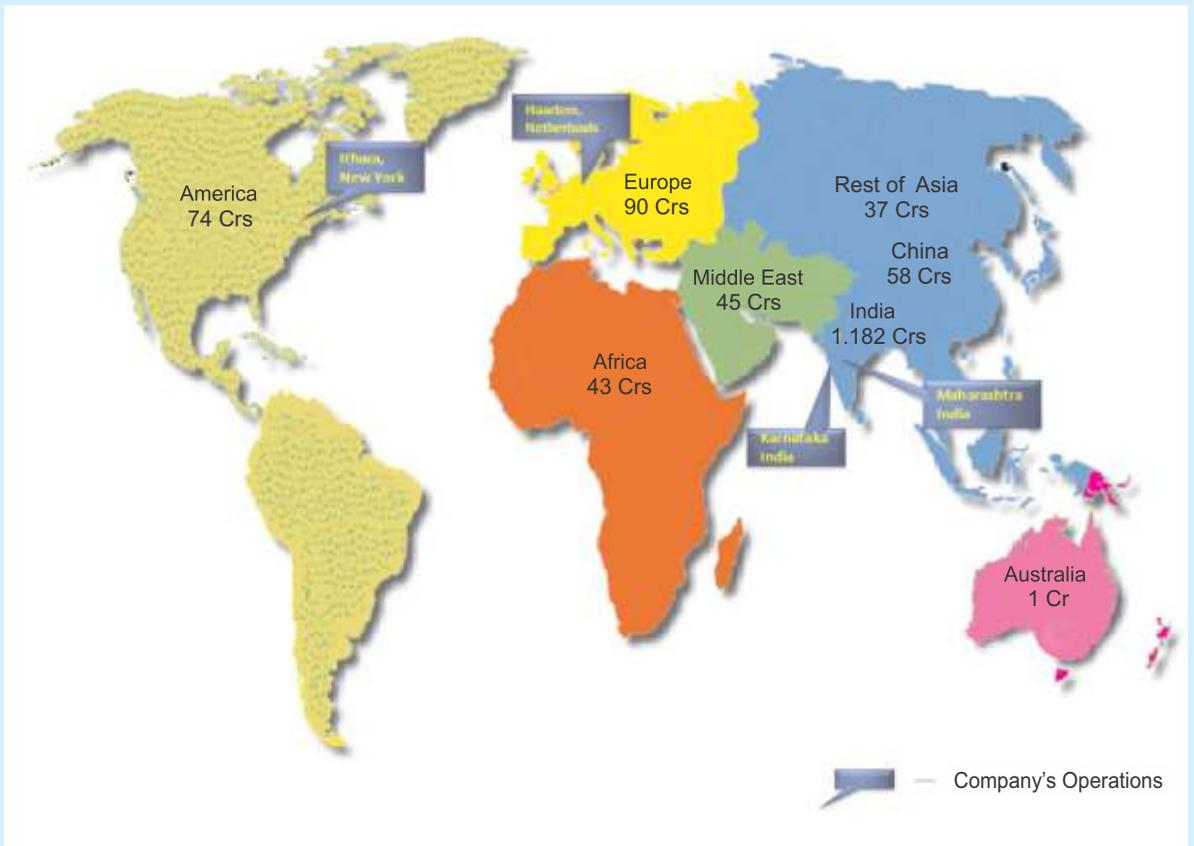 Haarlem,
Netherlands
Ithaca,
New York
America
74 Crs
Europe
90 Crs
Rest of Asia
37 Crs
China
58 Crs
Middle East
45 Crs
India
1.182 Crs
Africa
43 Crs
Maharashtra
India
Karnataka
India
Australia
1 Cr
Company's Operations